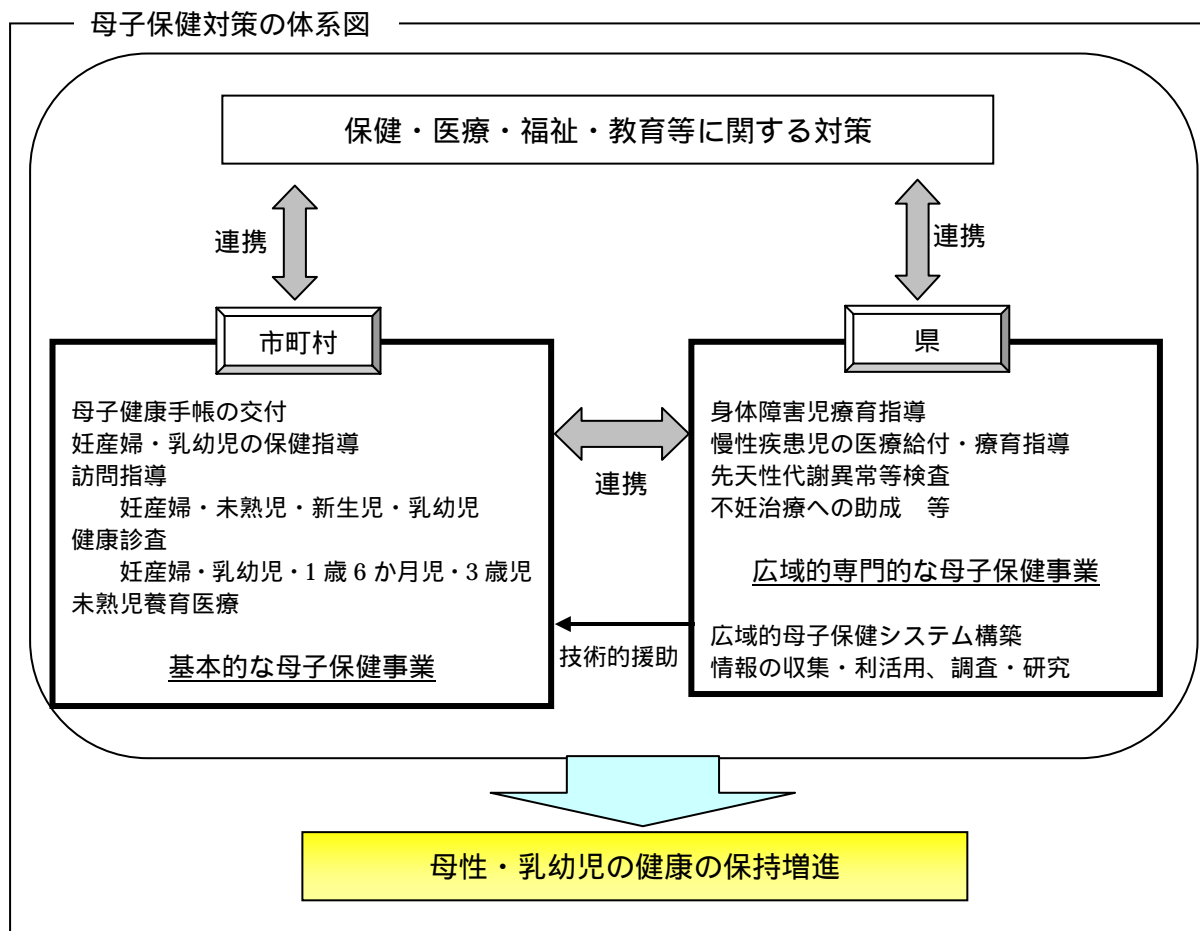 母子保健対策の体系図
保健・医療・福祉・教育等に関する対策
連携
連携
市町村
母子健康手帳の交付
妊産婦・乳幼児の保健指導
訪問指導
妊産婦・未熟児・新生児・乳幼児
健康診査
妊産婦・乳幼児・1歳6か月児・3歳児
未熟児養育医療
基本的な母子保健事業
連携
技術的援助
県
身体障害児療育指導
慢性疾患児の医療給付・療育指導
先天性代謝異常等検査
不妊治療への助成　等
広域的専門的な母子保健事業
広域的母子保健システム構築
情報の収集・利活用、調査・研究
母性・乳幼児の健康の保持増進